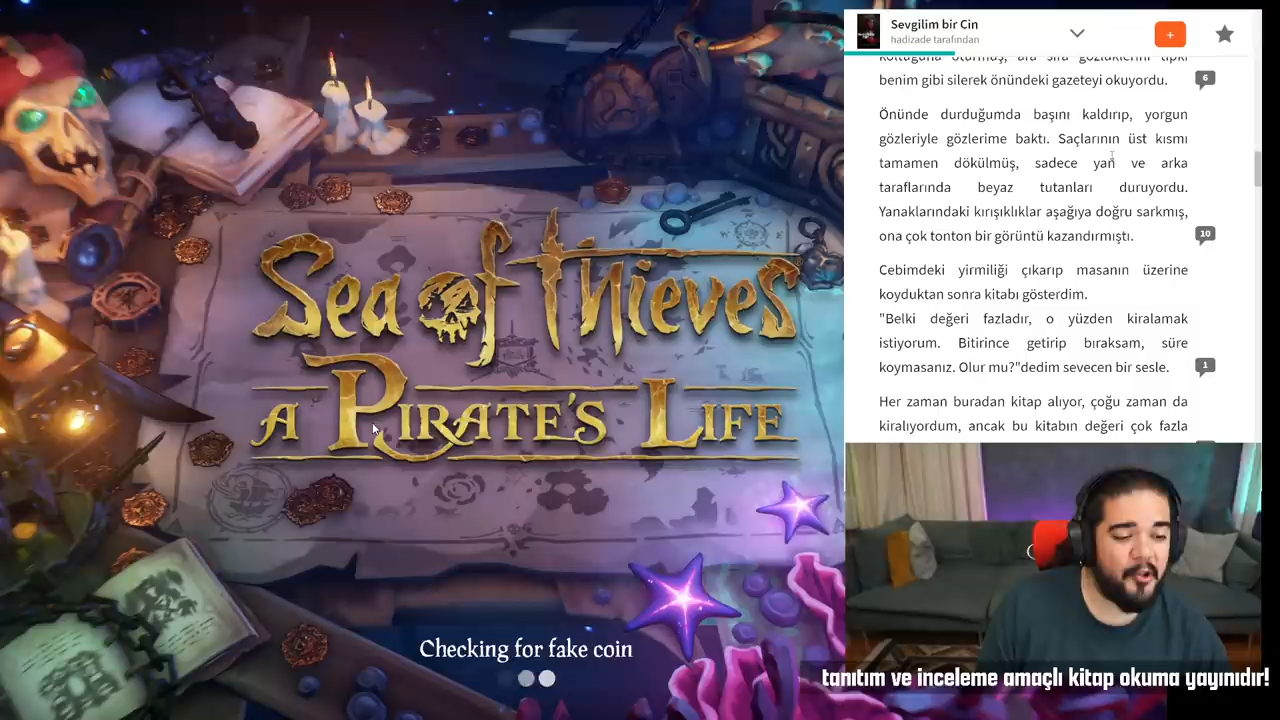 Sea of Thieves
A PIRATE'S LIFE
Checking for fake coin
Sevgilim bir Cin
hadizade tarafından
+
benim gibi silerek önündeki gazeteyi okuyordu.
6
Önünde durduğumda başını kaldırıp, yorgun
gözleriyle gözlerime baktı. Saçlarının üst kısmı
tamamen dökülmüş, sadece yan ve arka
taraflarında beyaz tutanları duruyordu.
Yanaklarındaki kırışıklıklar aşağıya doğru sarkmış,
ona çok tonton bir görüntü kazandırmıştı.
10
Cebimdeki yirmiliği çıkarıp masanın üzerine
koyduktan sonra kitabı gösterdim.
"Belki değeri fazladır, o yüzden kiralamak
istiyorum. Bitirince getirip bıraksam, süre
koymasanız. Olur mu?"dedim sevecen bir sesle.
1
Her zaman buradan kitap alıyor, çoğu zaman da
kiralıyordum, ancak bu kitabın değeri çok fazla
tanıtım ve inceleme amaçlı kitap okuma yayınıdır!